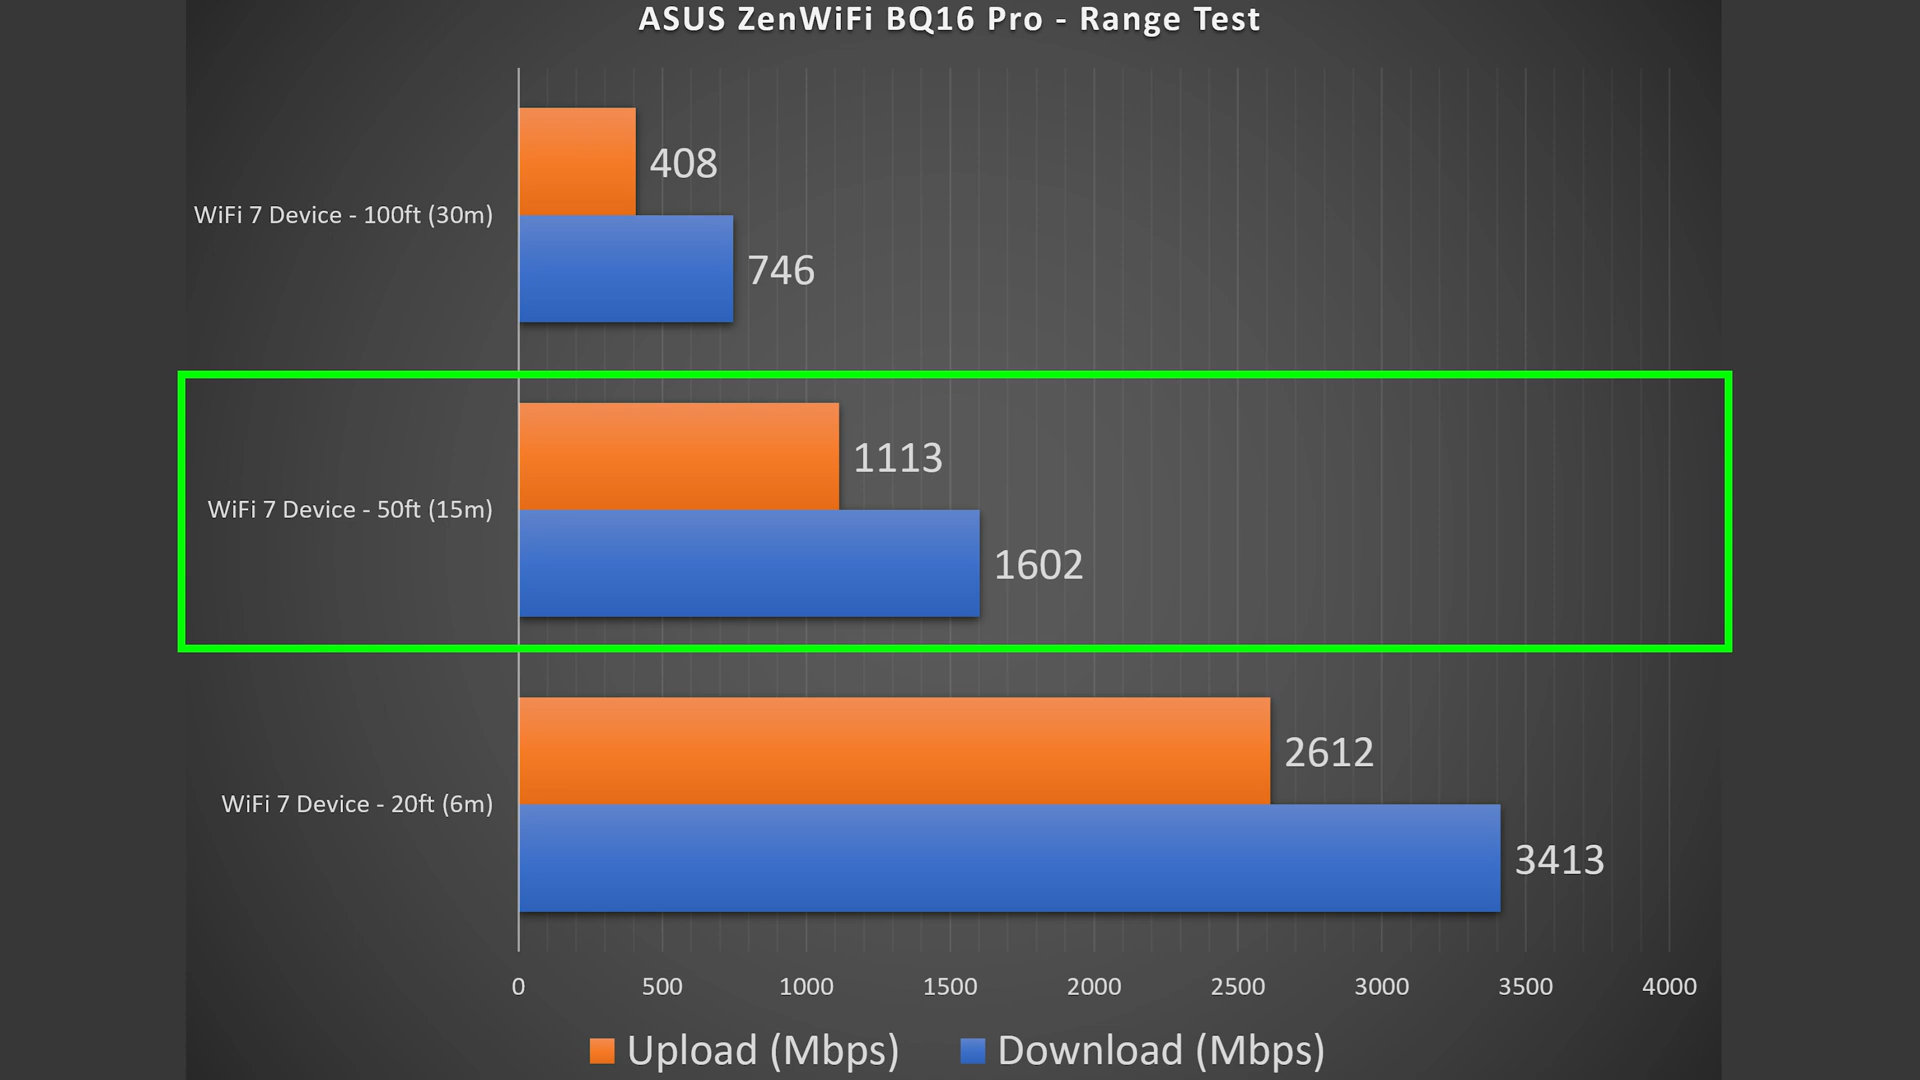 ASUS ZenWiFi BQ16 Pro - Range Test
408
WiFi 7 Device - 100ft (30m)
746
1113
WiFi 7 Device - 50ft (15m)
1602
2612
WiFi 7 Device - 20ft (6m)
3413
0 500 1000 1500 2000 2500 3000 3500 4000
Upload (Mbps) Download (Mbps)